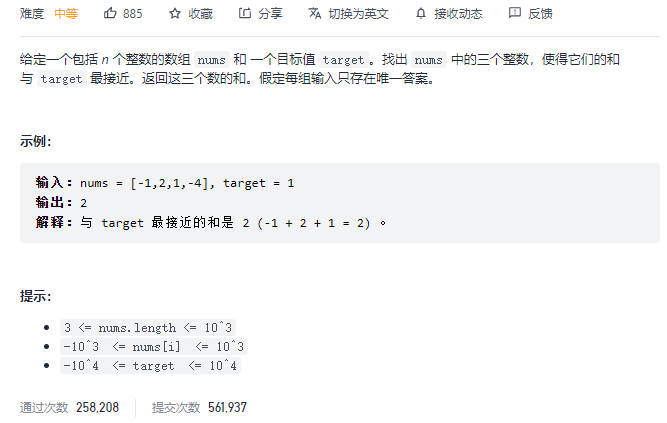 难度 中等 885 收藏 分享 切换为英文 接收动态 反馈
给定一个包括 n 个整数的数组 nums 和 一个目标值 target。找出 nums 中的三个整数，使得它们的和
与 target 最接近。返回这三个数的和。假定每组输入只存在唯一答案。
示例：
输入：nums = [-1,2,1,-4], target = 1
输出：2
解释：与 target 最接近的和是 2 (-1 + 2 + 1 = 2) 。
提示：
3 <= nums.length <= 10^3
-10^3 <= nums[i] <= 10^3
-10^4 <= target <= 10^4
通过次数 258,208 提交次数 561,937